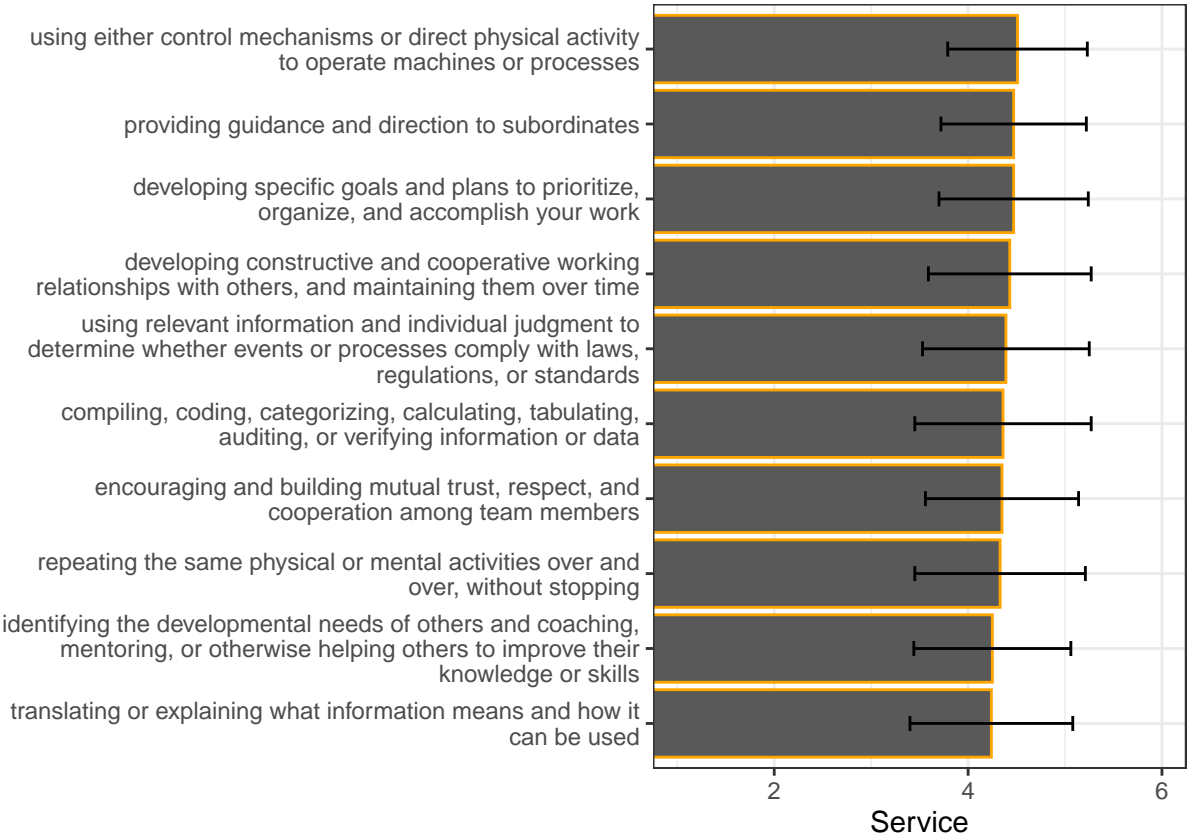 using either control mechanisms or direct physical activity
to operate machines or processes
providing guidance and direction to subordinates
developing specific goals and plans to prioritize,
organize, and accomplish your work
developing constructive and cooperative working
relationships with others, and maintaining them over time
using relevant information and individual judgment to
determine whether events or processes comply with laws,
regulations, or standards
compiling, coding, categorizing, calculating, tabulating,
auditing, or verifying information or data
encouraging and building mutual trust, respect, and
cooperation among team members
repeating the same physical or mental activities over and
over, without stopping
identifying the developmental needs of others and coaching,
mentoring, or otherwise helping others to improve their
knowledge or skills
translating or explaining what information means and how it
can be used
2 4 6
Service